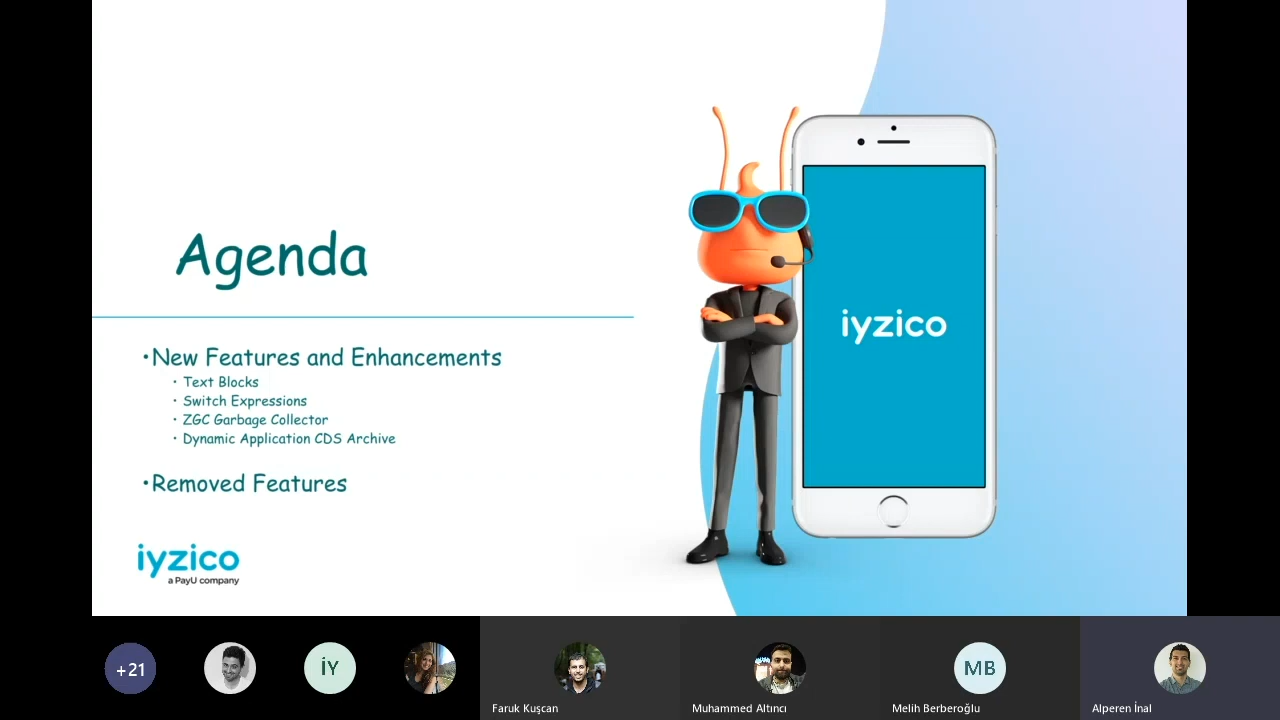 Agenda
•New Features and Enhancements
• Text Blocks
• Switch Expressions
• ZGC Garbage Collector
• Dynamic Application CDS Archive
•Removed Features
iyzico
a PayU company
iyzico
+21
İY
MB
Faruk Kuşcan
Muhammed Altıncı
Melih Berberoğlu
Alperen İnal